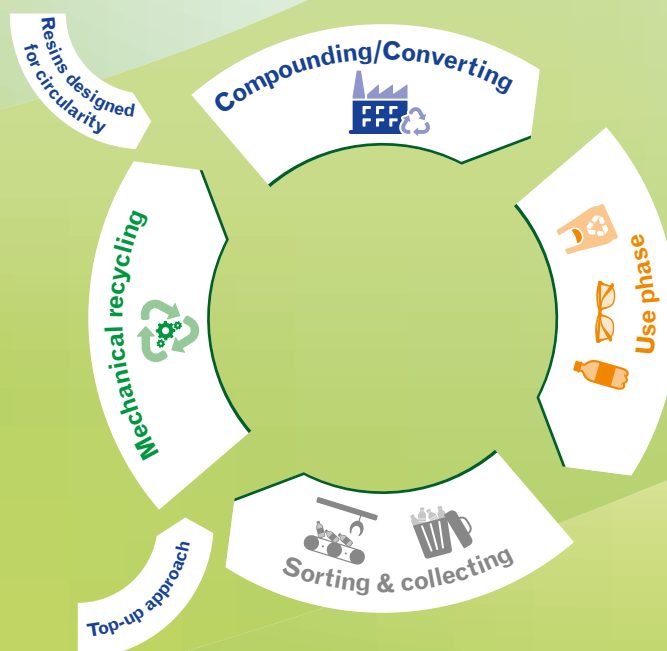 Resins designed
for circularity
Compounding/Converting
Use phase
Sorting & collecting
Mechanical recycling
Top-up approach